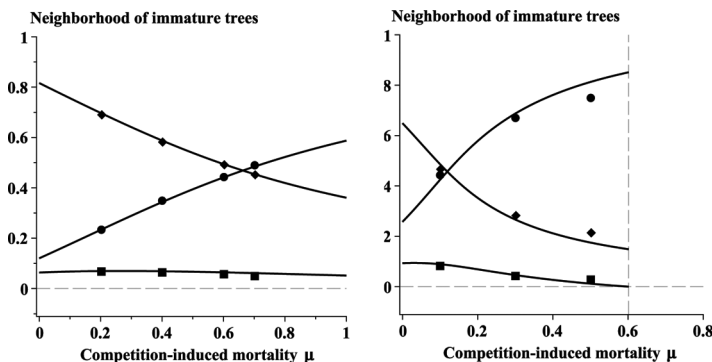 Neighborhood of immature trees
1
0.8
0.6
0.4
0.2
0
0 0.2 0.4 0.6 0.8 1
Competition-induced mortality μ
Neighborhood of immature trees
8
6
4
2
0
0 0.2 0.4 0.6 0.8
Competition-induced mortality μ